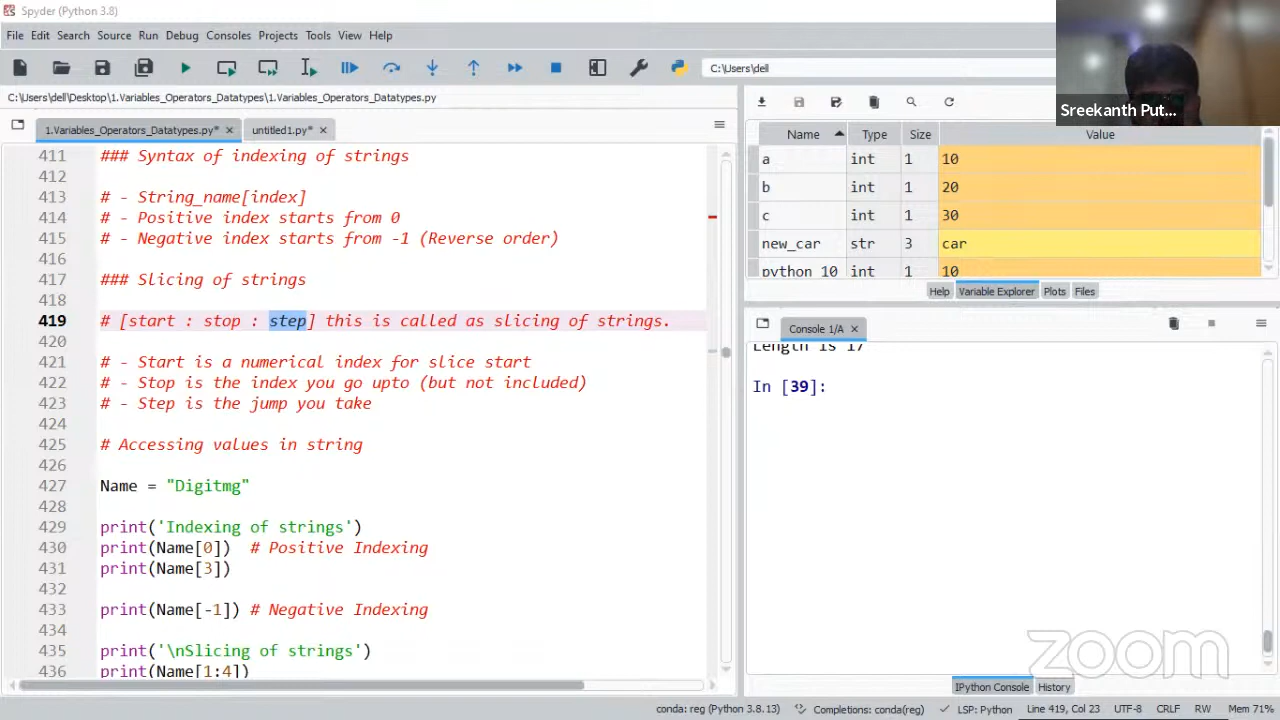 Spyder (Python 3.8)
File Edit Search Source Run Debug Consoles Projects Tools View Help
C:\Users\dell
Sreekanth Put...
C:\Users\dell\Desktop\1.Variables_Operators_Datatypes\1.Variables_Operators_Datatypes.py
1.Variables_Operators_Datatypes.py*
untitled1.py*
411 ### Syntax of indexing of strings
412
413 # - String_name[index]
414 # - Positive index starts from 0
415 # - Negative index starts from -1 (Reverse order)
416
417 ### Slicing of strings
418
419 # [start : stop : step] this is called as slicing of strings.
420
421 # - Start is a numerical index for slice start
422 # - Stop is the index you go upto (but not included)
423 # - Step is the jump you take
424
425 # Accessing values in string
426
427 Name = "Digitmg"
428
429 print('Indexing of strings')
430 print(Name[0])  # Positive Indexing
431 print(Name[3])
432
433 print(Name[-1]) # Negative Indexing
434
435 print('\nSlicing of strings')
436 print(Name[1:4])
Name Type Size Value
a int 1 10
b int 1 20
c int 1 30
new_car str 3 car
python_10 int 1 10
Help Variable Explorer Plots Files
Console 1/A
Length is 17
In [39]:
zoom
IPython Console History
conda: reg (Python 3.8.13) Completions: conda(reg) LSP: Python Line 419, Col 23 UTF-8 CRLF RW Mem 71%